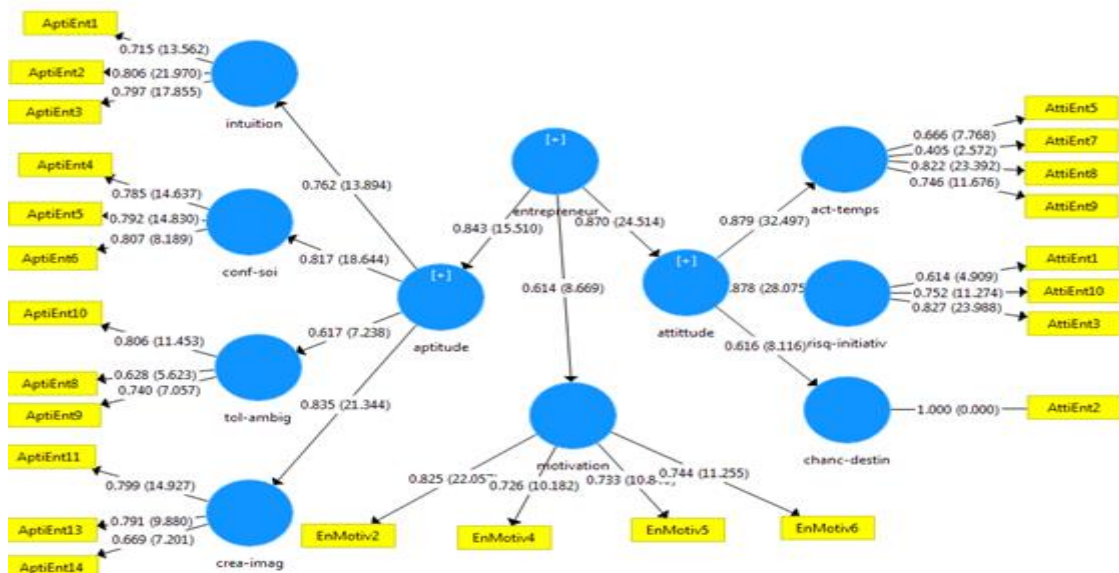 AptiEnt1
0.715 (13.562)
AptiEnt2
0.806 (21.970)
0.797 (17.855)
AptiEnt3
intuition
AptiEnt4
0.785 (14.637)
AptiEnt5
0.792 (14.830)
0.807 (8.189)
AptiEnt6
conf-soi
AptiEnt10
0.806 (11.453)
AptiEnt8
0.628 (5.623)
0.740 (7.057)
AptiEnt9
tol-ambig
AptiEnt11
0.799 (14.927)
AptiEnt13
0.791 (9.880)
0.669 (7.201)
AptiEnt14
crea-imag
0.762 (13.894)
0.817 (18.644)
0.617 (7.238)
0.835 (21.344)
[+]
aptitude
0.843 (15.510)
[+]
entrepreneur
0.870 (24.514)
0.614 (8.669)
motivation
0.825 (22.05
0.726 (10.182)
0.733 (10.8
0.744 (11.255)
EnMotiv2
EnMotiv4
EnMotiv5
EnMotiv6
[+]
attittude
0.879 (32.497)
.878 (28.075
0.616 (8.116)
act-temps
0.666 (7.768)
0.405 (2.572)
0.822 (23.392)
0.746 (11.676)
AttiEnt5
AttiEnt7
AttiEnt8
AttiEnt9
risq-initiativ
0.614 (4.909)
0.752 (11.274)
0.827 (23.988)
AttiEnt1
AttiEnt10
AttiEnt3
chanc-destin
1.000 (0.000)
AttiEnt2